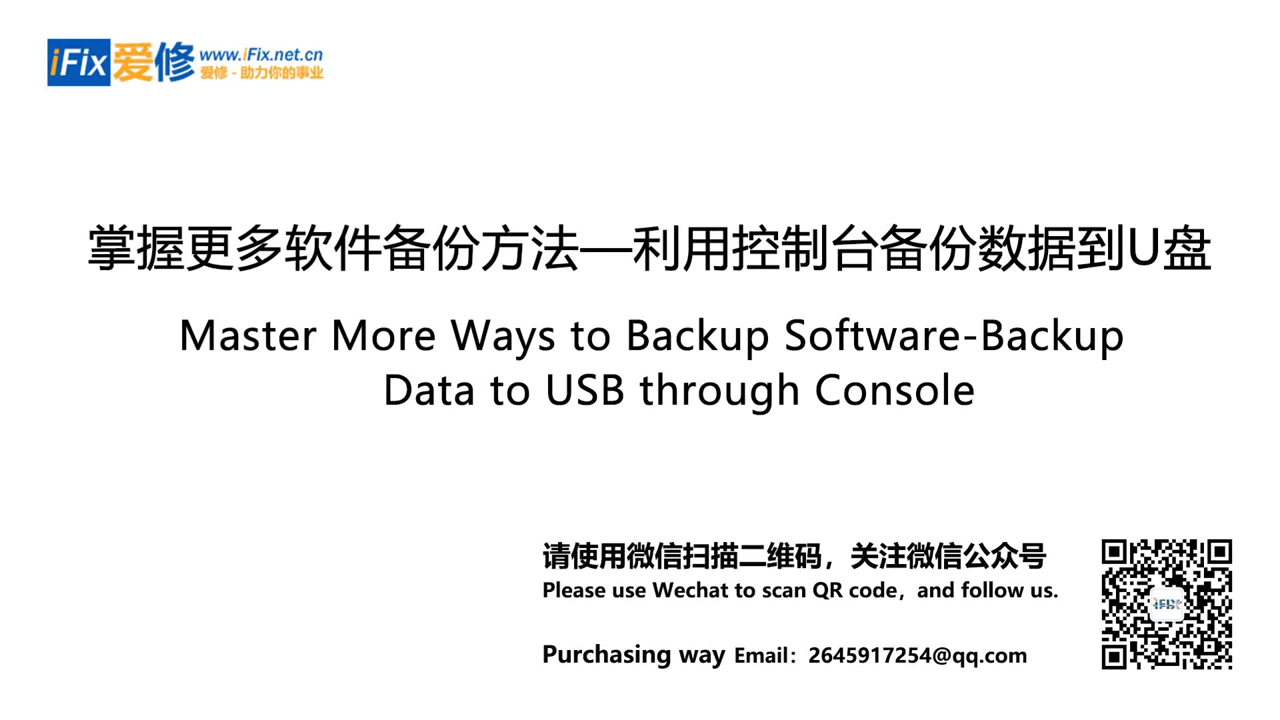 iFix爱修 www.iFix.net.cn
爱修 - 助力你的事业
掌握更多软件备份方法—利用控制台备份数据到U盘
Master More Ways to Backup Software-Backup
Data to USB through Console
请使用微信扫描二维码，关注微信公众号
Please use Wechat to scan QR code，and follow us.
Purchasing way Email：2645917254@qq.com
iFix